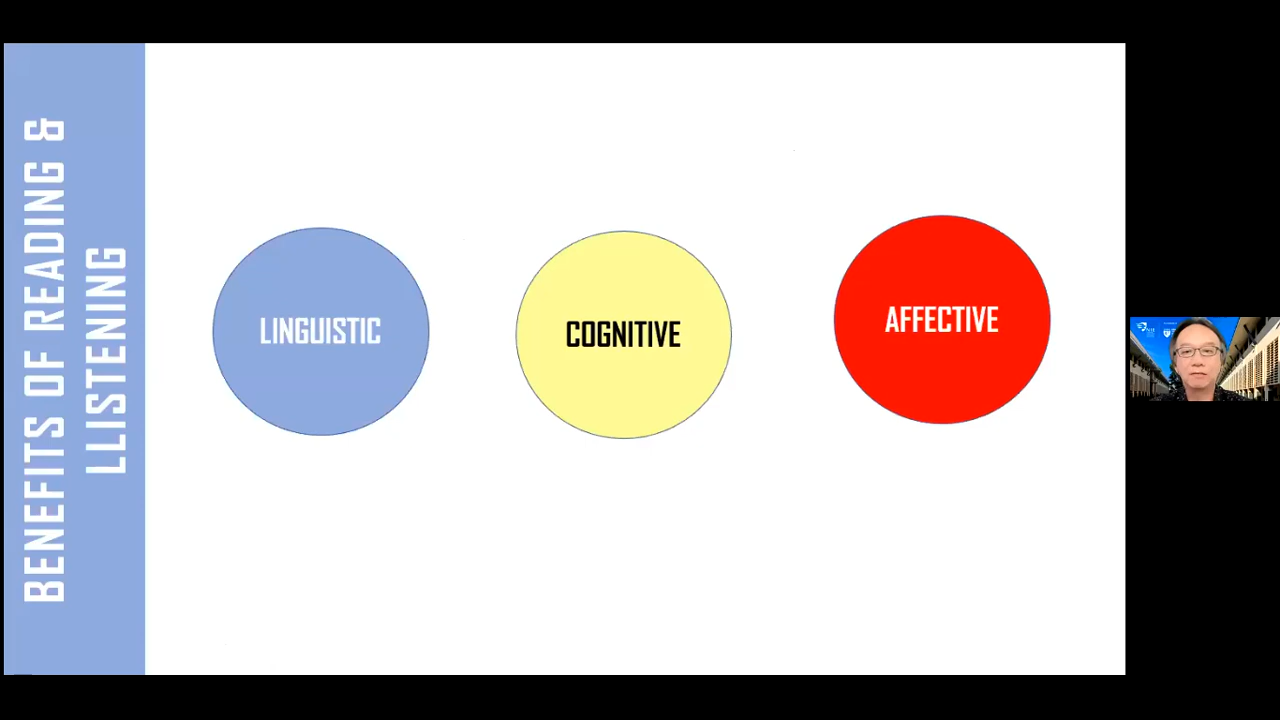 BENEFITS OF READING &
LLISTENING
LINGUISTIC
COGNITIVE
AFFECTIVE